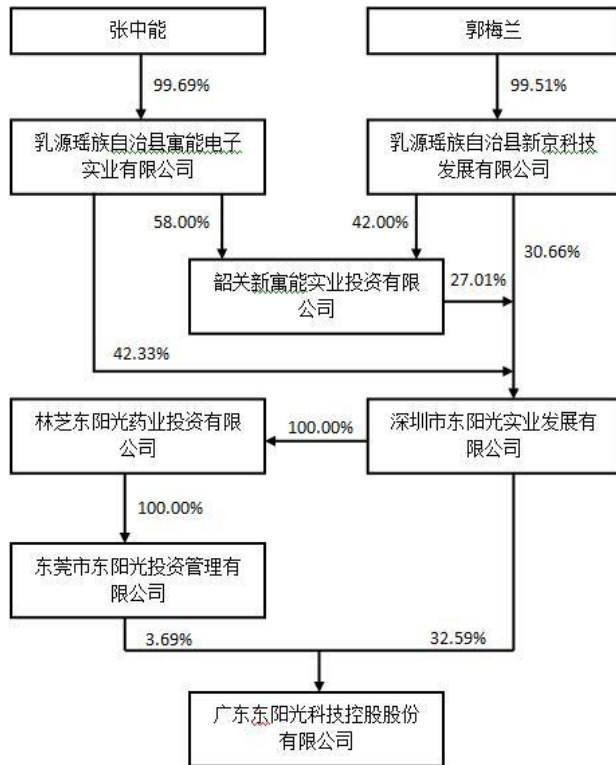 张中能
郭梅兰
99.69%
99.51%
乳源瑶族自治县寓能电子
实业有限公司
乳源瑶族自治县新京科技
发展有限公司
58.00%
42.00%
30.66%
韶关新寓能实业投资有限
公司
27.01%
42.33%
林芝东阳光药业投资有限
公司
100.00%
深圳市东阳光实业发展有
限公司
100.00%
东莞市东阳光投资管理有
限公司
3.69%
32.59%
广东东阳光科技控股股份
有限公司